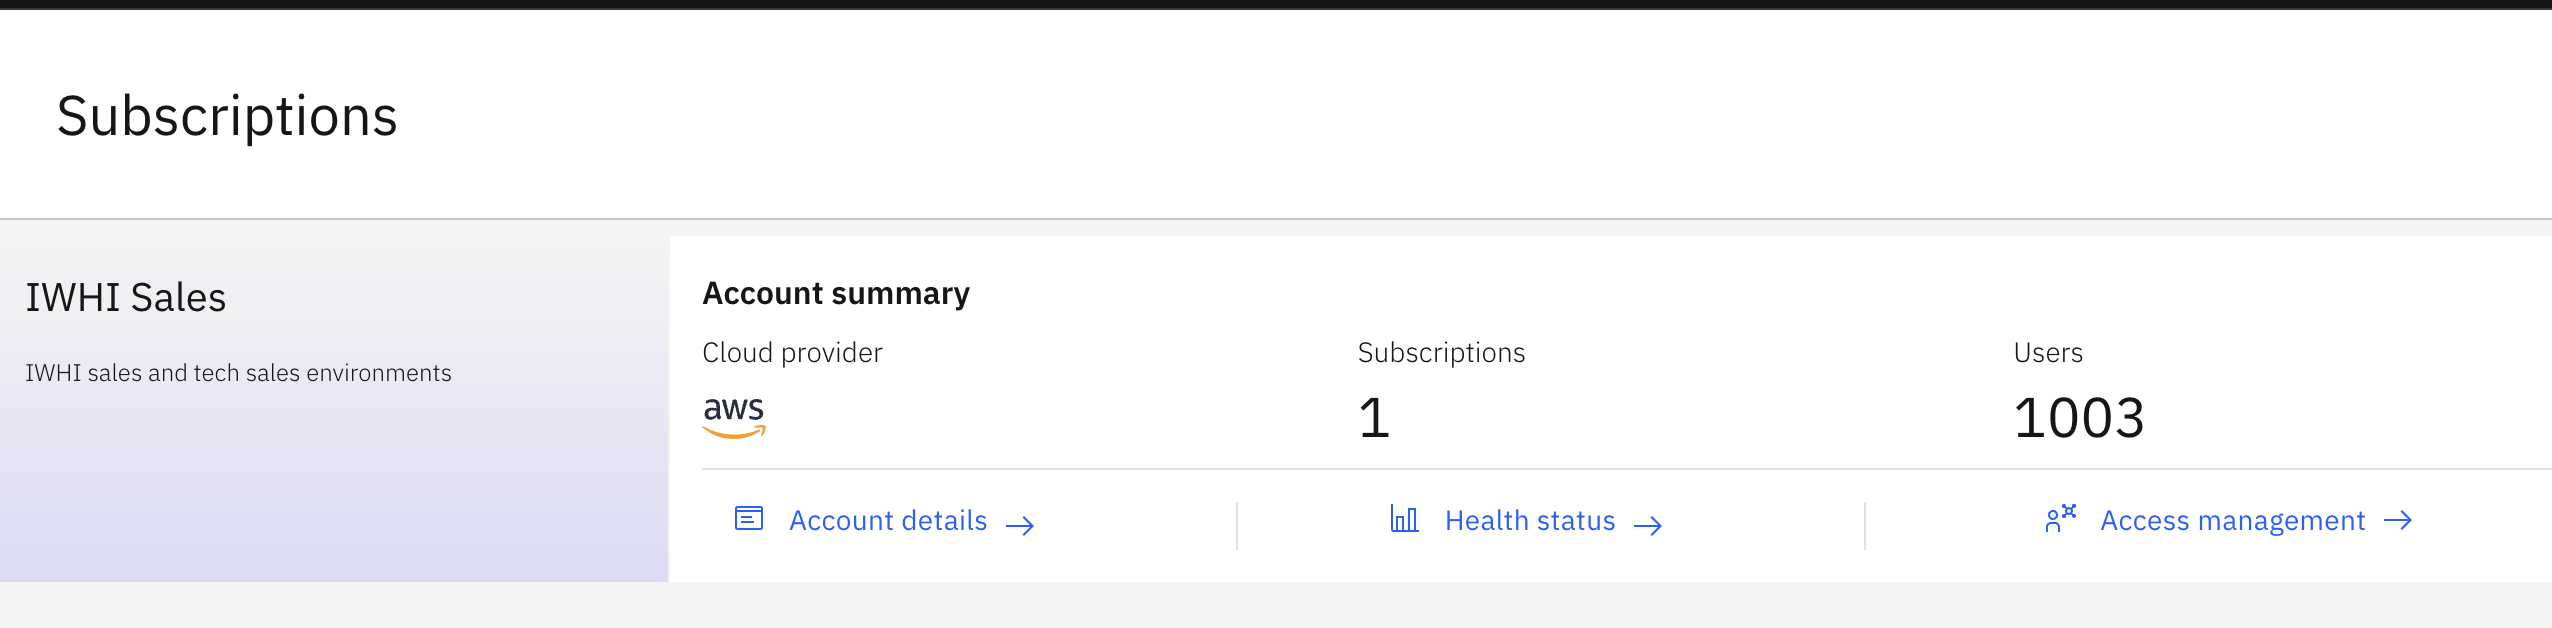 Subscriptions
IWHI Sales
IWHI sales and tech sales environments
Account summary
Cloud provider
Subscriptions
Users
aws
1
1003
Account details
Health status
Access management